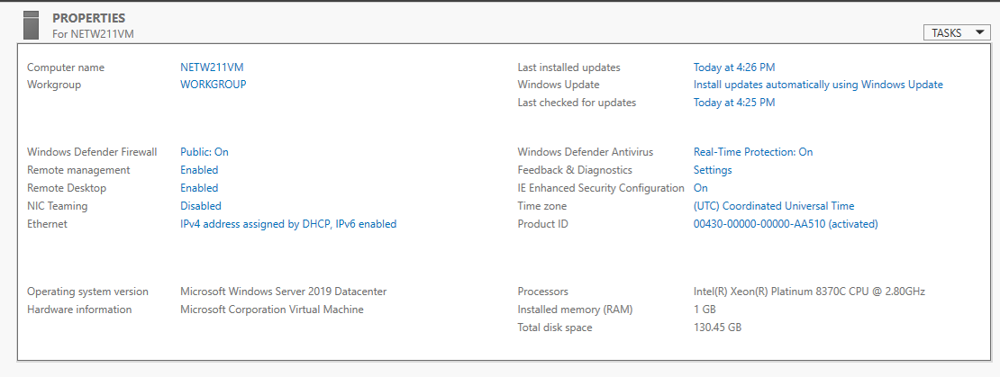 PROPERTIES
For NETW211VM
TASKS
Computer name NETW211VM
Workgroup WORKGROUP
Last installed updates Today at 4:26 PM
Windows Update Install updates automatically using Windows Update
Last checked for updates Today at 4:25 PM
Windows Defender Firewall Public: On
Remote management Enabled
Remote Desktop Enabled
NIC Teaming Disabled
Ethernet IPv4 address assigned by DHCP, IPv6 enabled
Windows Defender Antivirus Real-Time Protection: On
Feedback & Diagnostics Settings
IE Enhanced Security Configuration On
Time zone (UTC) Coordinated Universal Time
Product ID 00430-00000-00000-AA510 (activated)
Operating system version Microsoft Windows Server 2019 Datacenter
Hardware information Microsoft Corporation Virtual Machine
Processors Intel(R) Xeon(R) Platinum 8370C CPU @ 2.80GHz
Installed memory (RAM) 1 GB
Total disk space 130.45 GB